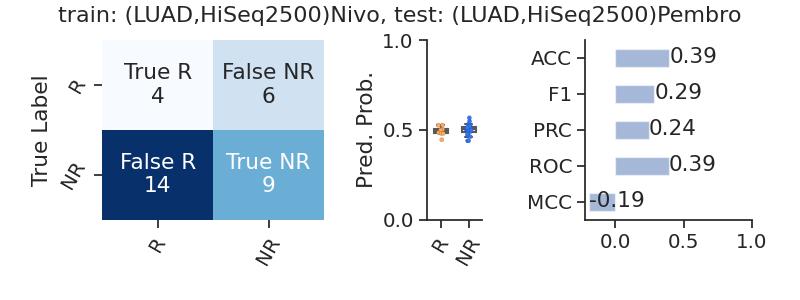 train: (LUAD,HiSeq2500)Nivo, test: (LUAD,HiSeq2500)Pembro
True Label
R
NR
True R
4
False NR
6
False R
14
True NR
9
R
NR
Pred. Prob.
1.0
0.5
0.0
R
NR
ACC
0.39
F1
0.29
PRC
0.24
ROC
0.39
MCC
-0.19
0.0
0.5
1.0